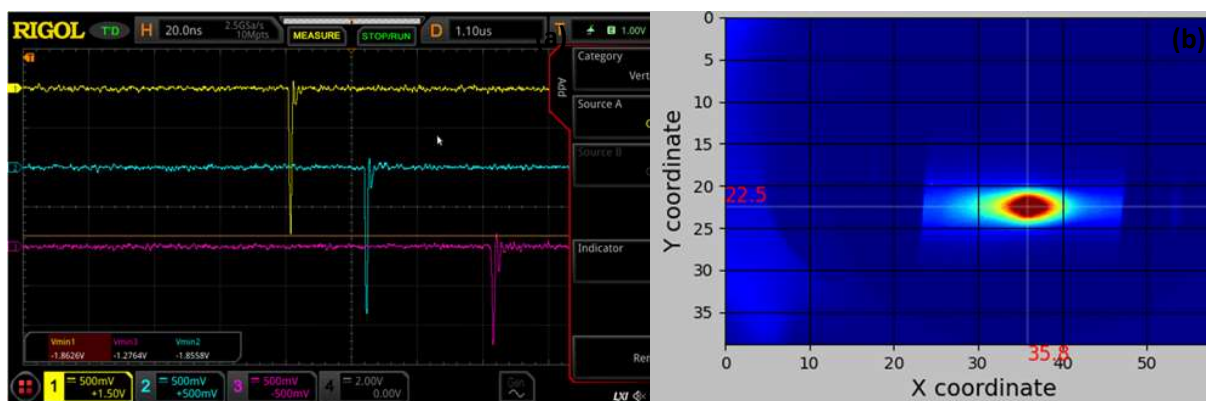 RIGOL T'D H 20.0ns 2.5GSa/s 10Mpts MEASURE STOP/RUN D 1.10us T 1.00V
(a)
Category
Vert
Add
Source A
Source B
Indicator
Vmin1 Vmin3 Vmin2
-1.8626V -1.2764V -1.8558V
Rem
1 500mV +1.50V 2 500mV +500mV 3 500mV -500mV 4 2.00V 0.00V Gen LXI
(b)
0
5
10
15
20
22.5
25
30
35
Y coordinate
0 10 20 30 40 50
35.8
X coordinate